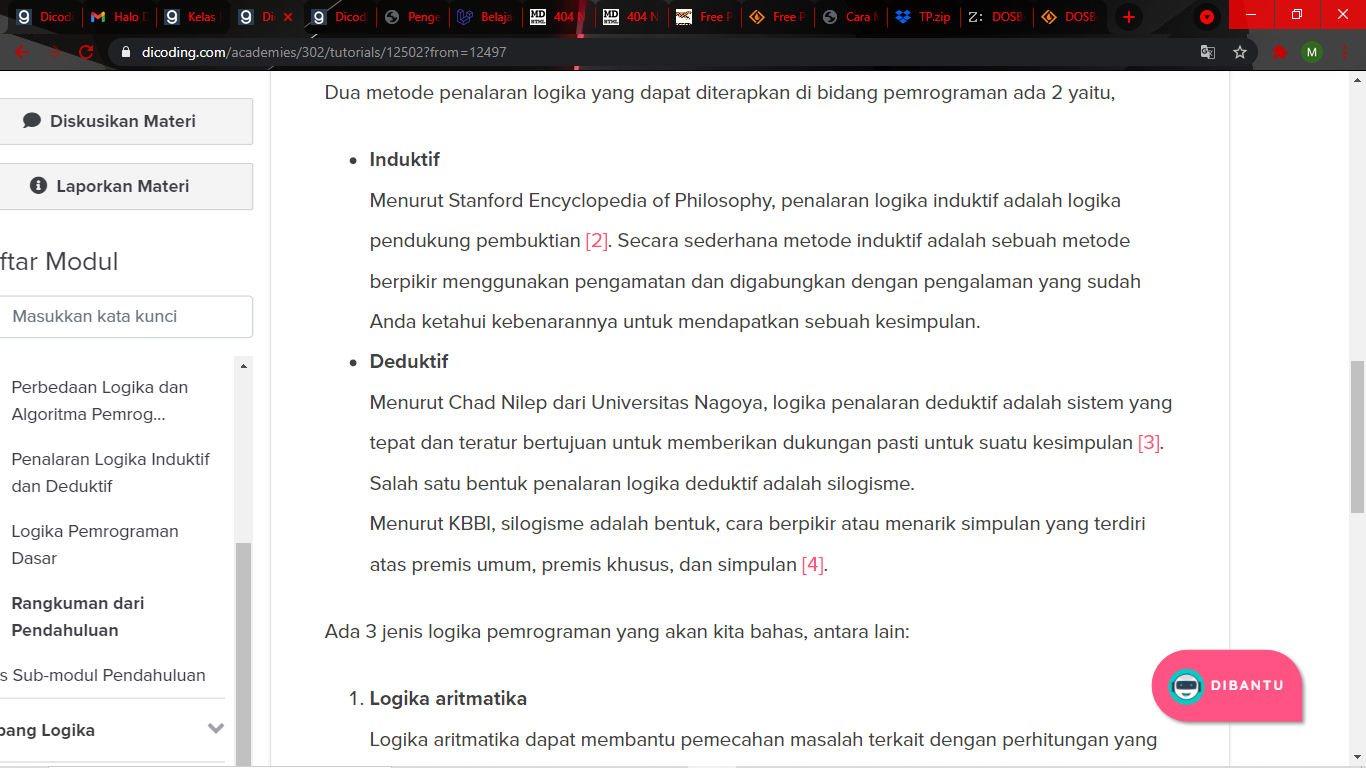 Dicodi
Halo D
Kelas
Di
Dicod
Penge
Belaja
MD HTML 404 N
MD HTML 404 N
Free P
Free P
Cara M
TP.zip
Z: DOSB
DOSB
dicoding.com/academies/302/tutorials/12502?from=12497
M
Diskusikan Materi
Laporkan Materi
ftar Modul
Masukkan kata kunci
Perbedaan Logika dan
Algoritma Pemrog...
Penalaran Logika Induktif
dan Deduktif
Logika Pemrograman
Dasar
Rangkuman dari
Pendahuluan
s Sub-modul Pendahuluan
bang Logika
Dua metode penalaran logika yang dapat diterapkan di bidang pemrograman ada 2 yaitu,
• Induktif
Menurut Stanford Encyclopedia of Philosophy, penalaran logika induktif adalah logika
pendukung pembuktian [2]. Secara sederhana metode induktif adalah sebuah metode
berpikir menggunakan pengamatan dan digabungkan dengan pengalaman yang sudah
Anda ketahui kebenarannya untuk mendapatkan sebuah kesimpulan.
• Deduktif
Menurut Chad Nilep dari Universitas Nagoya, logika penalaran deduktif adalah sistem yang
tepat dan teratur bertujuan untuk memberikan dukungan pasti untuk suatu kesimpulan [3].
Salah satu bentuk penalaran logika deduktif adalah silogisme.
Menurut KBBI, silogisme adalah bentuk, cara berpikir atau menarik simpulan yang terdiri
atas premis umum, premis khusus, dan simpulan [4].
Ada 3 jenis logika pemrograman yang akan kita bahas, antara lain:
1. Logika aritmatika
Logika aritmatika dapat membantu pemecahan masalah terkait dengan perhitungan yang
DIBANTU